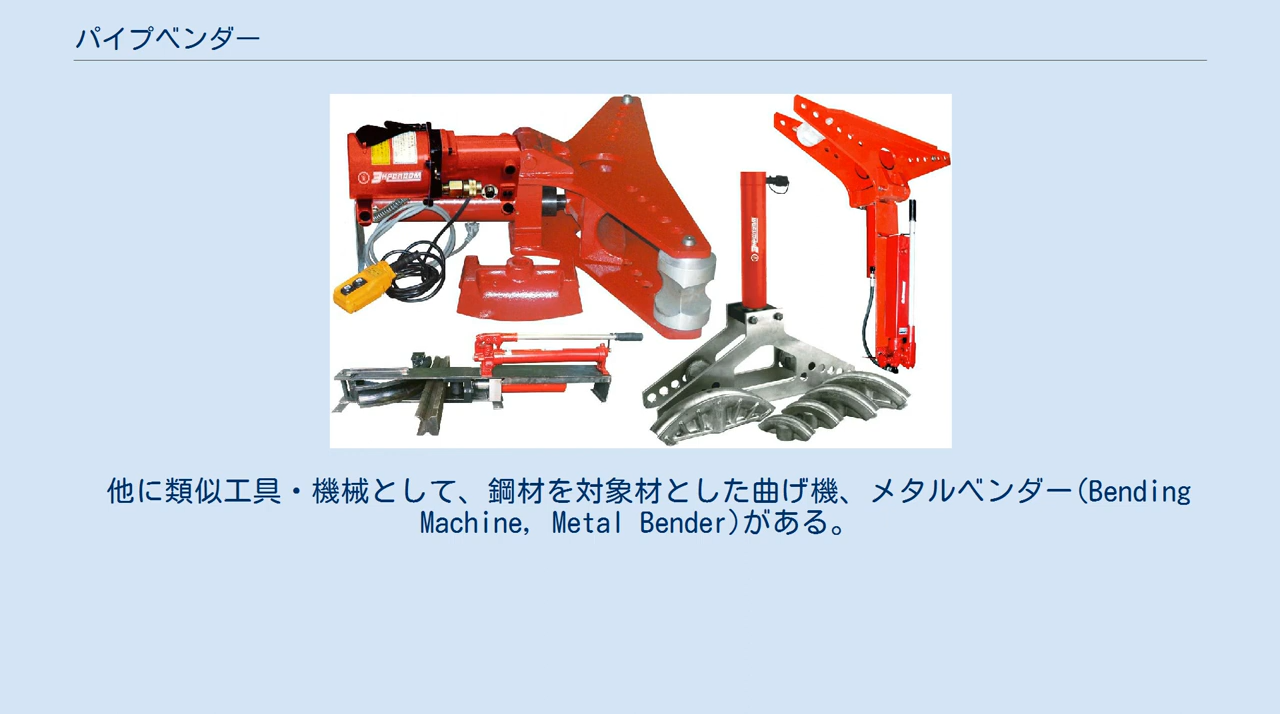 パイプベンダー
他に類似工具・機械として、鋼材を対象材とした曲げ機、メタルベンダー(Bending
Machine, Metal Bender)がある。